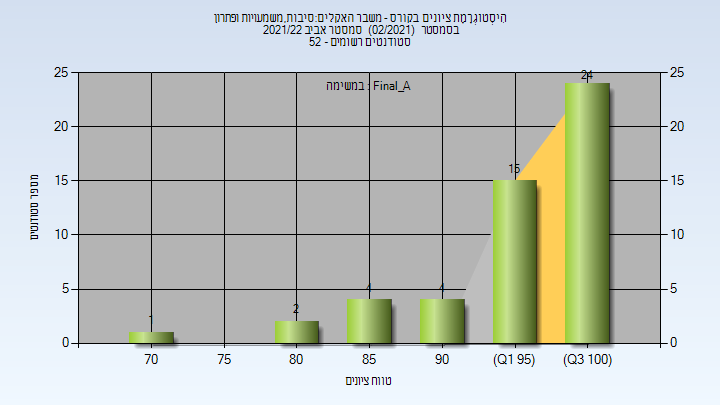 הִיסְטוֹגְרָמַת ציונים בקורס - משבר האקלים:סיבות,משמעויות ופתרון
בסמסטר (02/2021) סמסטר אביב 2021/22
סטודנטים רשומים - 52
במשימה : Final_A
25 25
20 20
15 15
10 10
5 5
0 0
מספר סטודנטים
1 2 4 4 15 24
70 75 80 85 90 (Q1 95) (Q3 100)
טווח ציונים